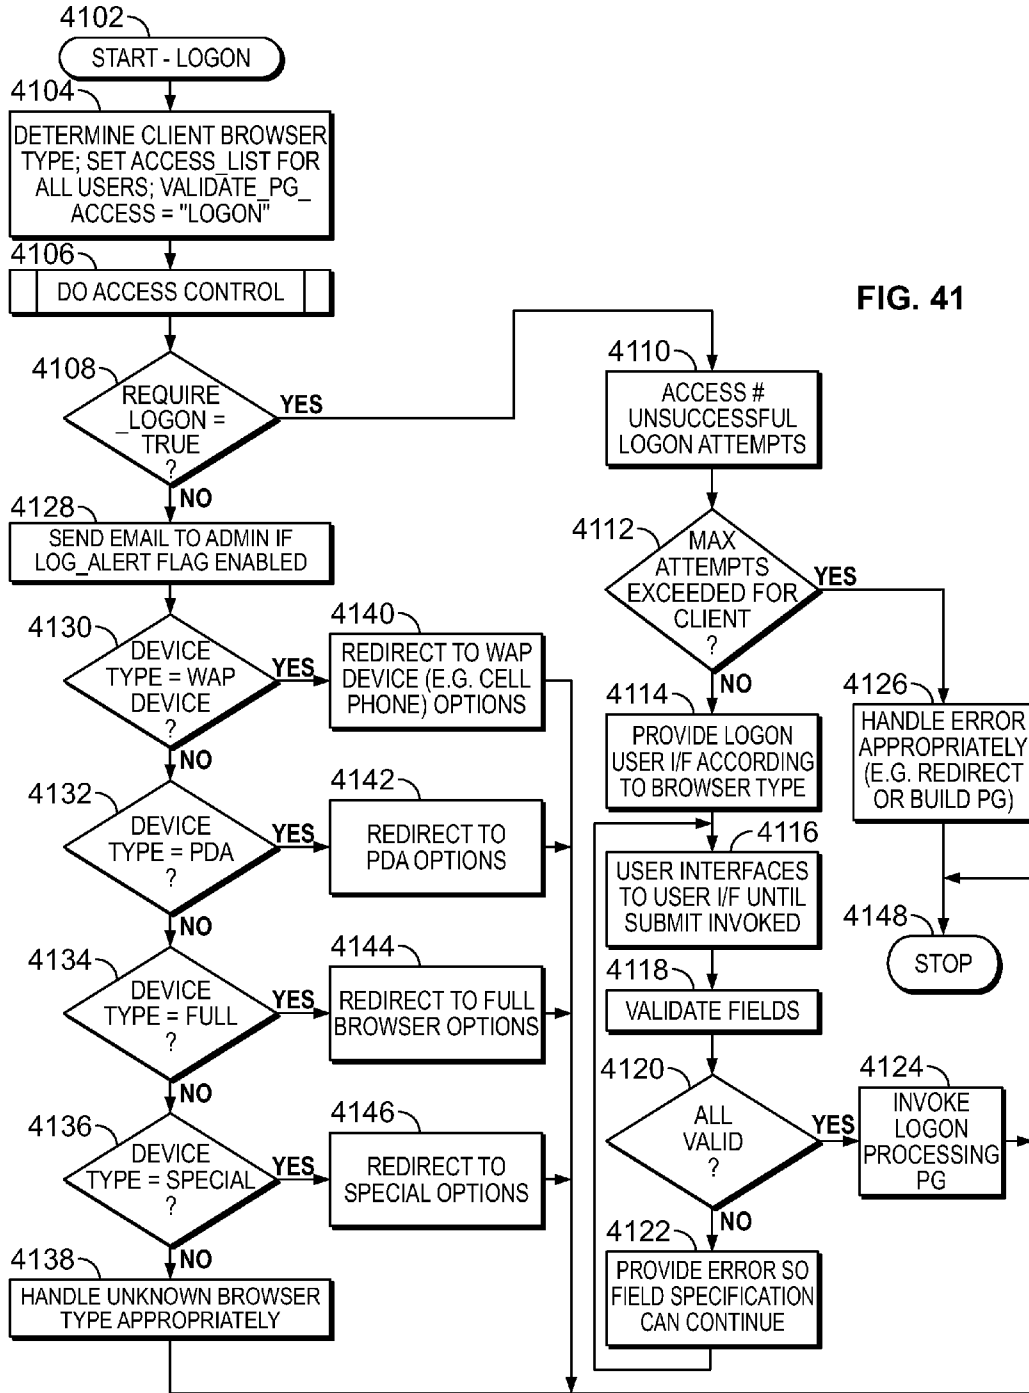 4102
START - LOGON
4104
DETERMINE CLIENT BROWSER
TYPE; SET ACCESS_LIST FOR
ALL USERS; VALIDATE_PG_
ACCESS = "LOGON"
4106
DO ACCESS CONTROL
FIG. 41
4108
REQUIRE
_LOGON =
TRUE
?
YES
NO
4128
SEND EMAIL TO ADMIN IF
LOG_ALERT FLAG ENABLED
4130
DEVICE
TYPE = WAP
DEVICE
?
YES
NO
4140
REDIRECT TO WAP
DEVICE (E.G. CELL
PHONE) OPTIONS
4132
DEVICE
TYPE = PDA
?
YES
NO
4142
REDIRECT TO
PDA OPTIONS
4134
DEVICE
TYPE = FULL
?
YES
NO
4144
REDIRECT TO FULL
BROWSER OPTIONS
4136
DEVICE
TYPE = SPECIAL
?
YES
NO
4146
REDIRECT TO
SPECIAL OPTIONS
4138
HANDLE UNKNOWN BROWSER
TYPE APPROPRIATELY
4110
ACCESS #
UNSUCCESSFUL
LOGON ATTEMPTS
4112
MAX
ATTEMPTS
EXCEEDED FOR
CLIENT
?
YES
NO
4114
PROVIDE LOGON
USER I/F ACCORDING
TO BROWSER TYPE
4116
USER INTERFACES
TO USER I/F UNTIL
SUBMIT INVOKED
4118
VALIDATE FIELDS
4120
ALL
VALID
?
YES
NO
4122
PROVIDE ERROR SO
FIELD SPECIFICATION
CAN CONTINUE
4124
INVOKE
LOGON
PROCESSING
PG
4126
HANDLE ERROR
APPROPRIATELY
(E.G. REDIRECT
OR BUILD PG)
4148
STOP